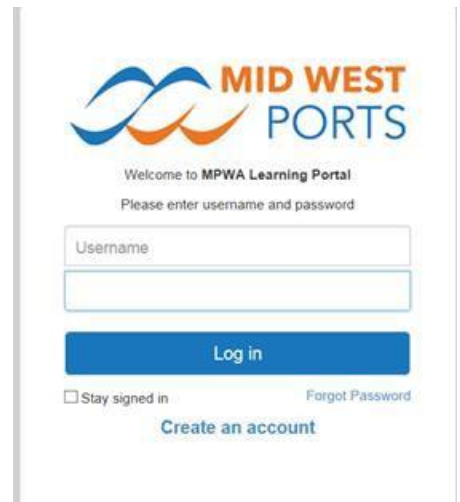 MID WEST
PORTS
Welcome to MPWA Learning Portal
Please enter username and password
Username
Log in
Stay signed in
Forgot Password
Create an account